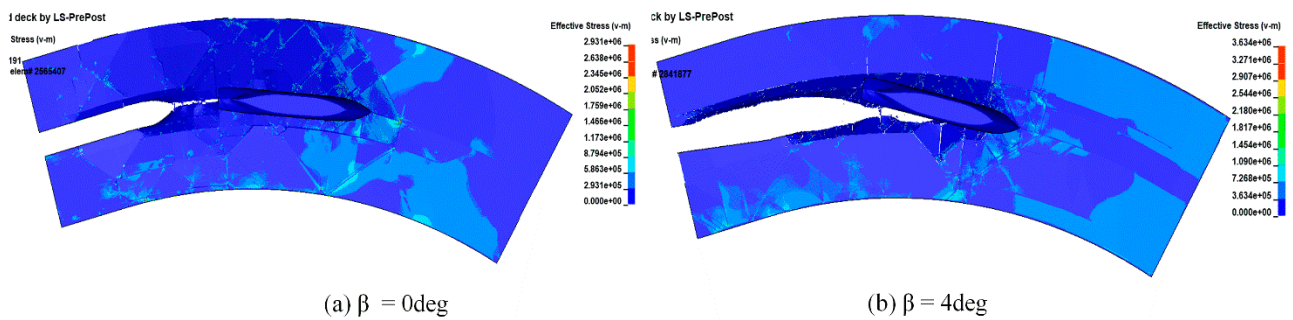 d deck by LS-PrePost
Stress (v-m)
191
elem# 2565407
Effective Stress (v-m)
2.931e+06
2.638e+06
2.345e+06
2.052e+06
1.759e+06
1.466e+06
1.173e+06
8.794e+05
5.863e+05
2.931e+05
0.000e+00
(a) β = 0deg
eck by LS-PrePost
ss (v-m)
# 2841877
Effective Stress (v-m)
3.634e+06
3.271e+06
2.907e+06
2.544e+06
2.180e+06
1.817e+06
1.454e+06
1.090e+06
7.268e+05
3.634e+05
0.000e+00
(b) β = 4deg